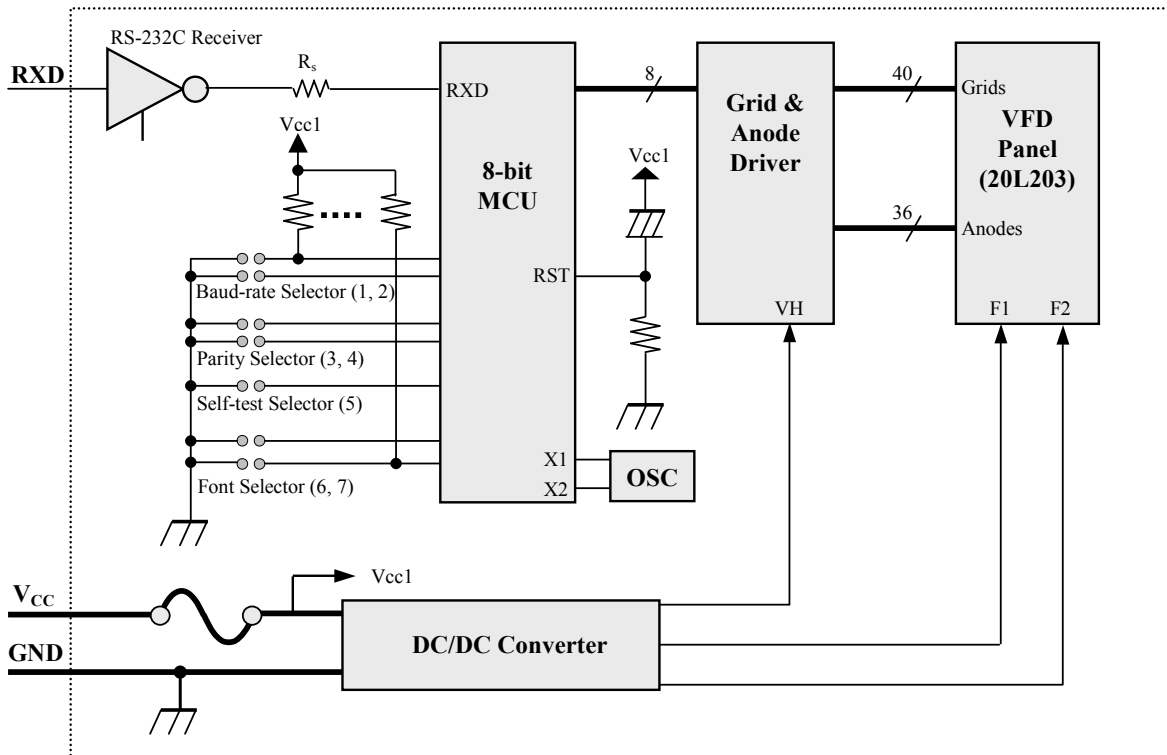 RS-232C Receiver
RXD
Rs
RXD
8
Grid &
Anode
Driver
40
Grids
VFD
Panel
(20L203)
Vcc1
Vcc1
8-bit
MCU
36
Anodes
RST
Baud-rate Selector (1, 2)
VH
F1
F2
Parity Selector (3, 4)
Self-test Selector (5)
X1
OSC
X2
Font Selector (6, 7)
Vcc1
VCC
DC/DC Converter
GND